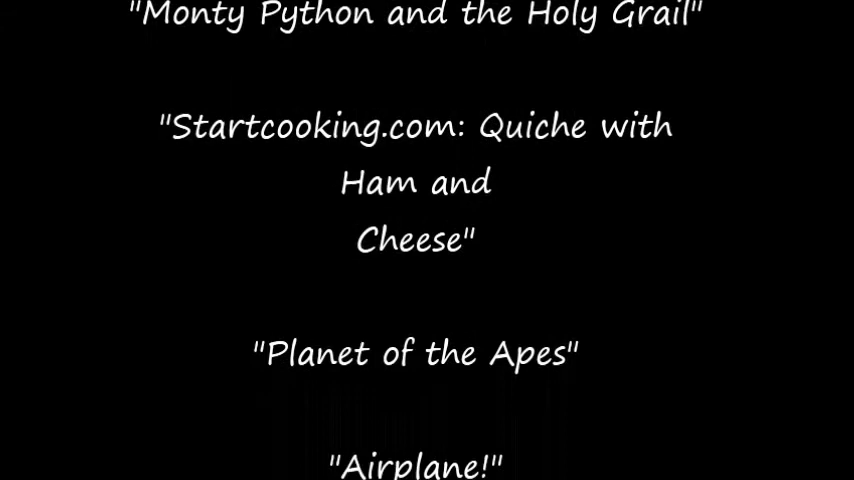 "Monty Python and the Holy Grail"
"Startcooking.com: Quiche with
Ham and
Cheese"
"Planet of the Apes"
"Airplane!"